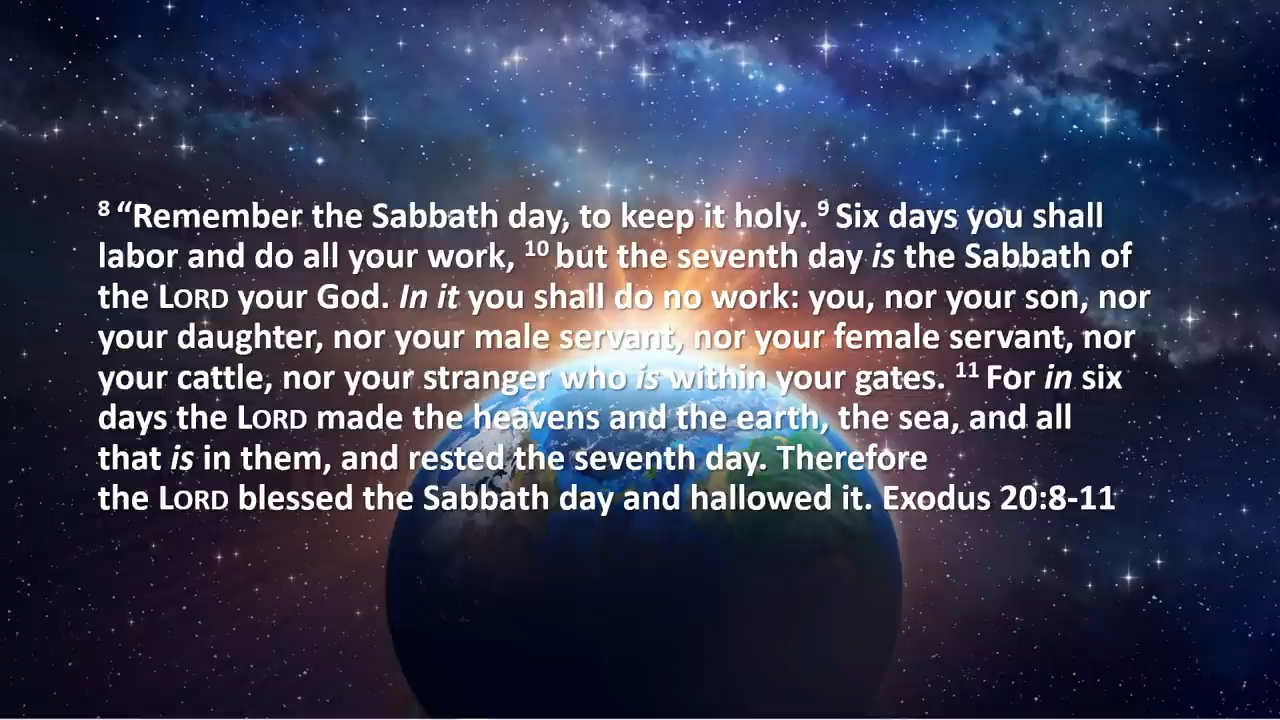 8 “Remember the Sabbath day, to keep it holy. 9 Six days you shall
labor and do all your work, 10 but the seventh day is the Sabbath of
the LORD your God. In it you shall do no work: you, nor your son, nor
your daughter, nor your male servant, nor your female servant, nor
your cattle, nor your stranger who is within your gates. 11 For in six
days the LORD made the heavens and the earth, the sea, and all
that is in them, and rested the seventh day. Therefore
the LORD blessed the Sabbath day and hallowed it. Exodus 20:8-11